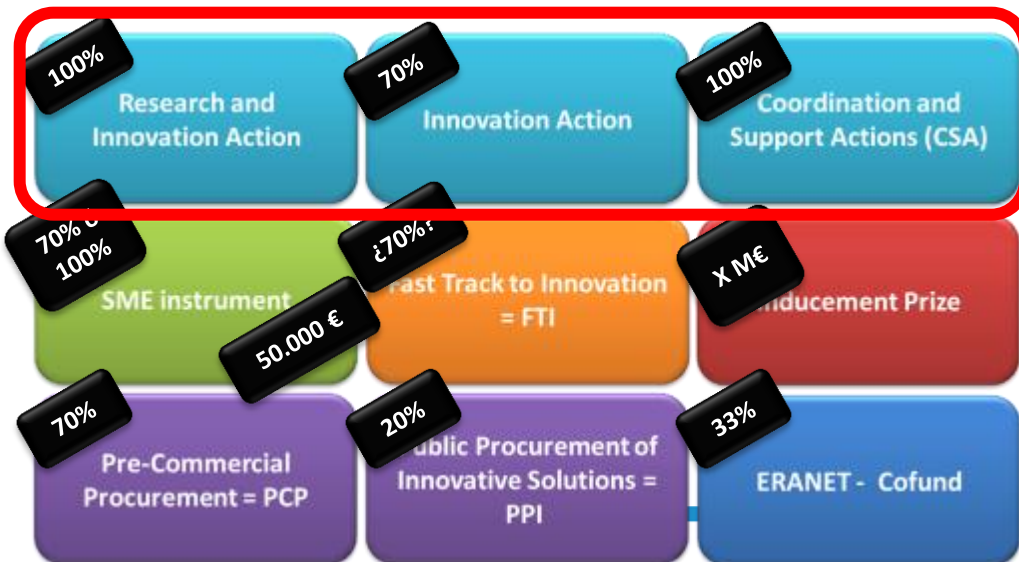 100%
Research and
Innovation Action
70%
Innovation Action
100%
Coordination and
Support Actions (CSA)
70%
100%
SME instrument
50.000 €
¿70%?
Fast Track to Innovation
= FTI
X M€
Inducement Prize
70%
Pre-Commercial
Procurement = PCP
20%
Public Procurement of
Innovative Solutions =
PPI
33%
ERANET - Cofund